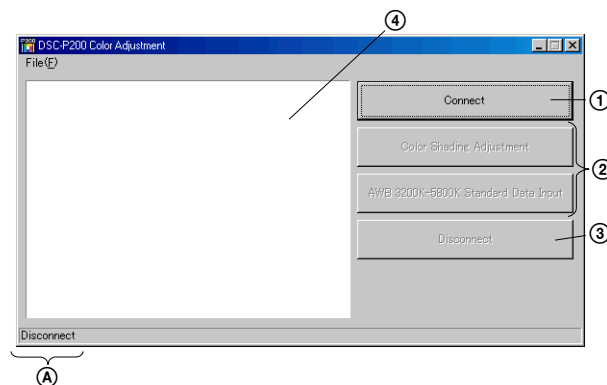 ④
P200 DSC-P200 Color Adjustment
File(F)
Connect
①
Color Shading Adjustment
②
AWB 3200K-5800K Standard Data Input
Disconnect
③
Disconnect
Ⓐ